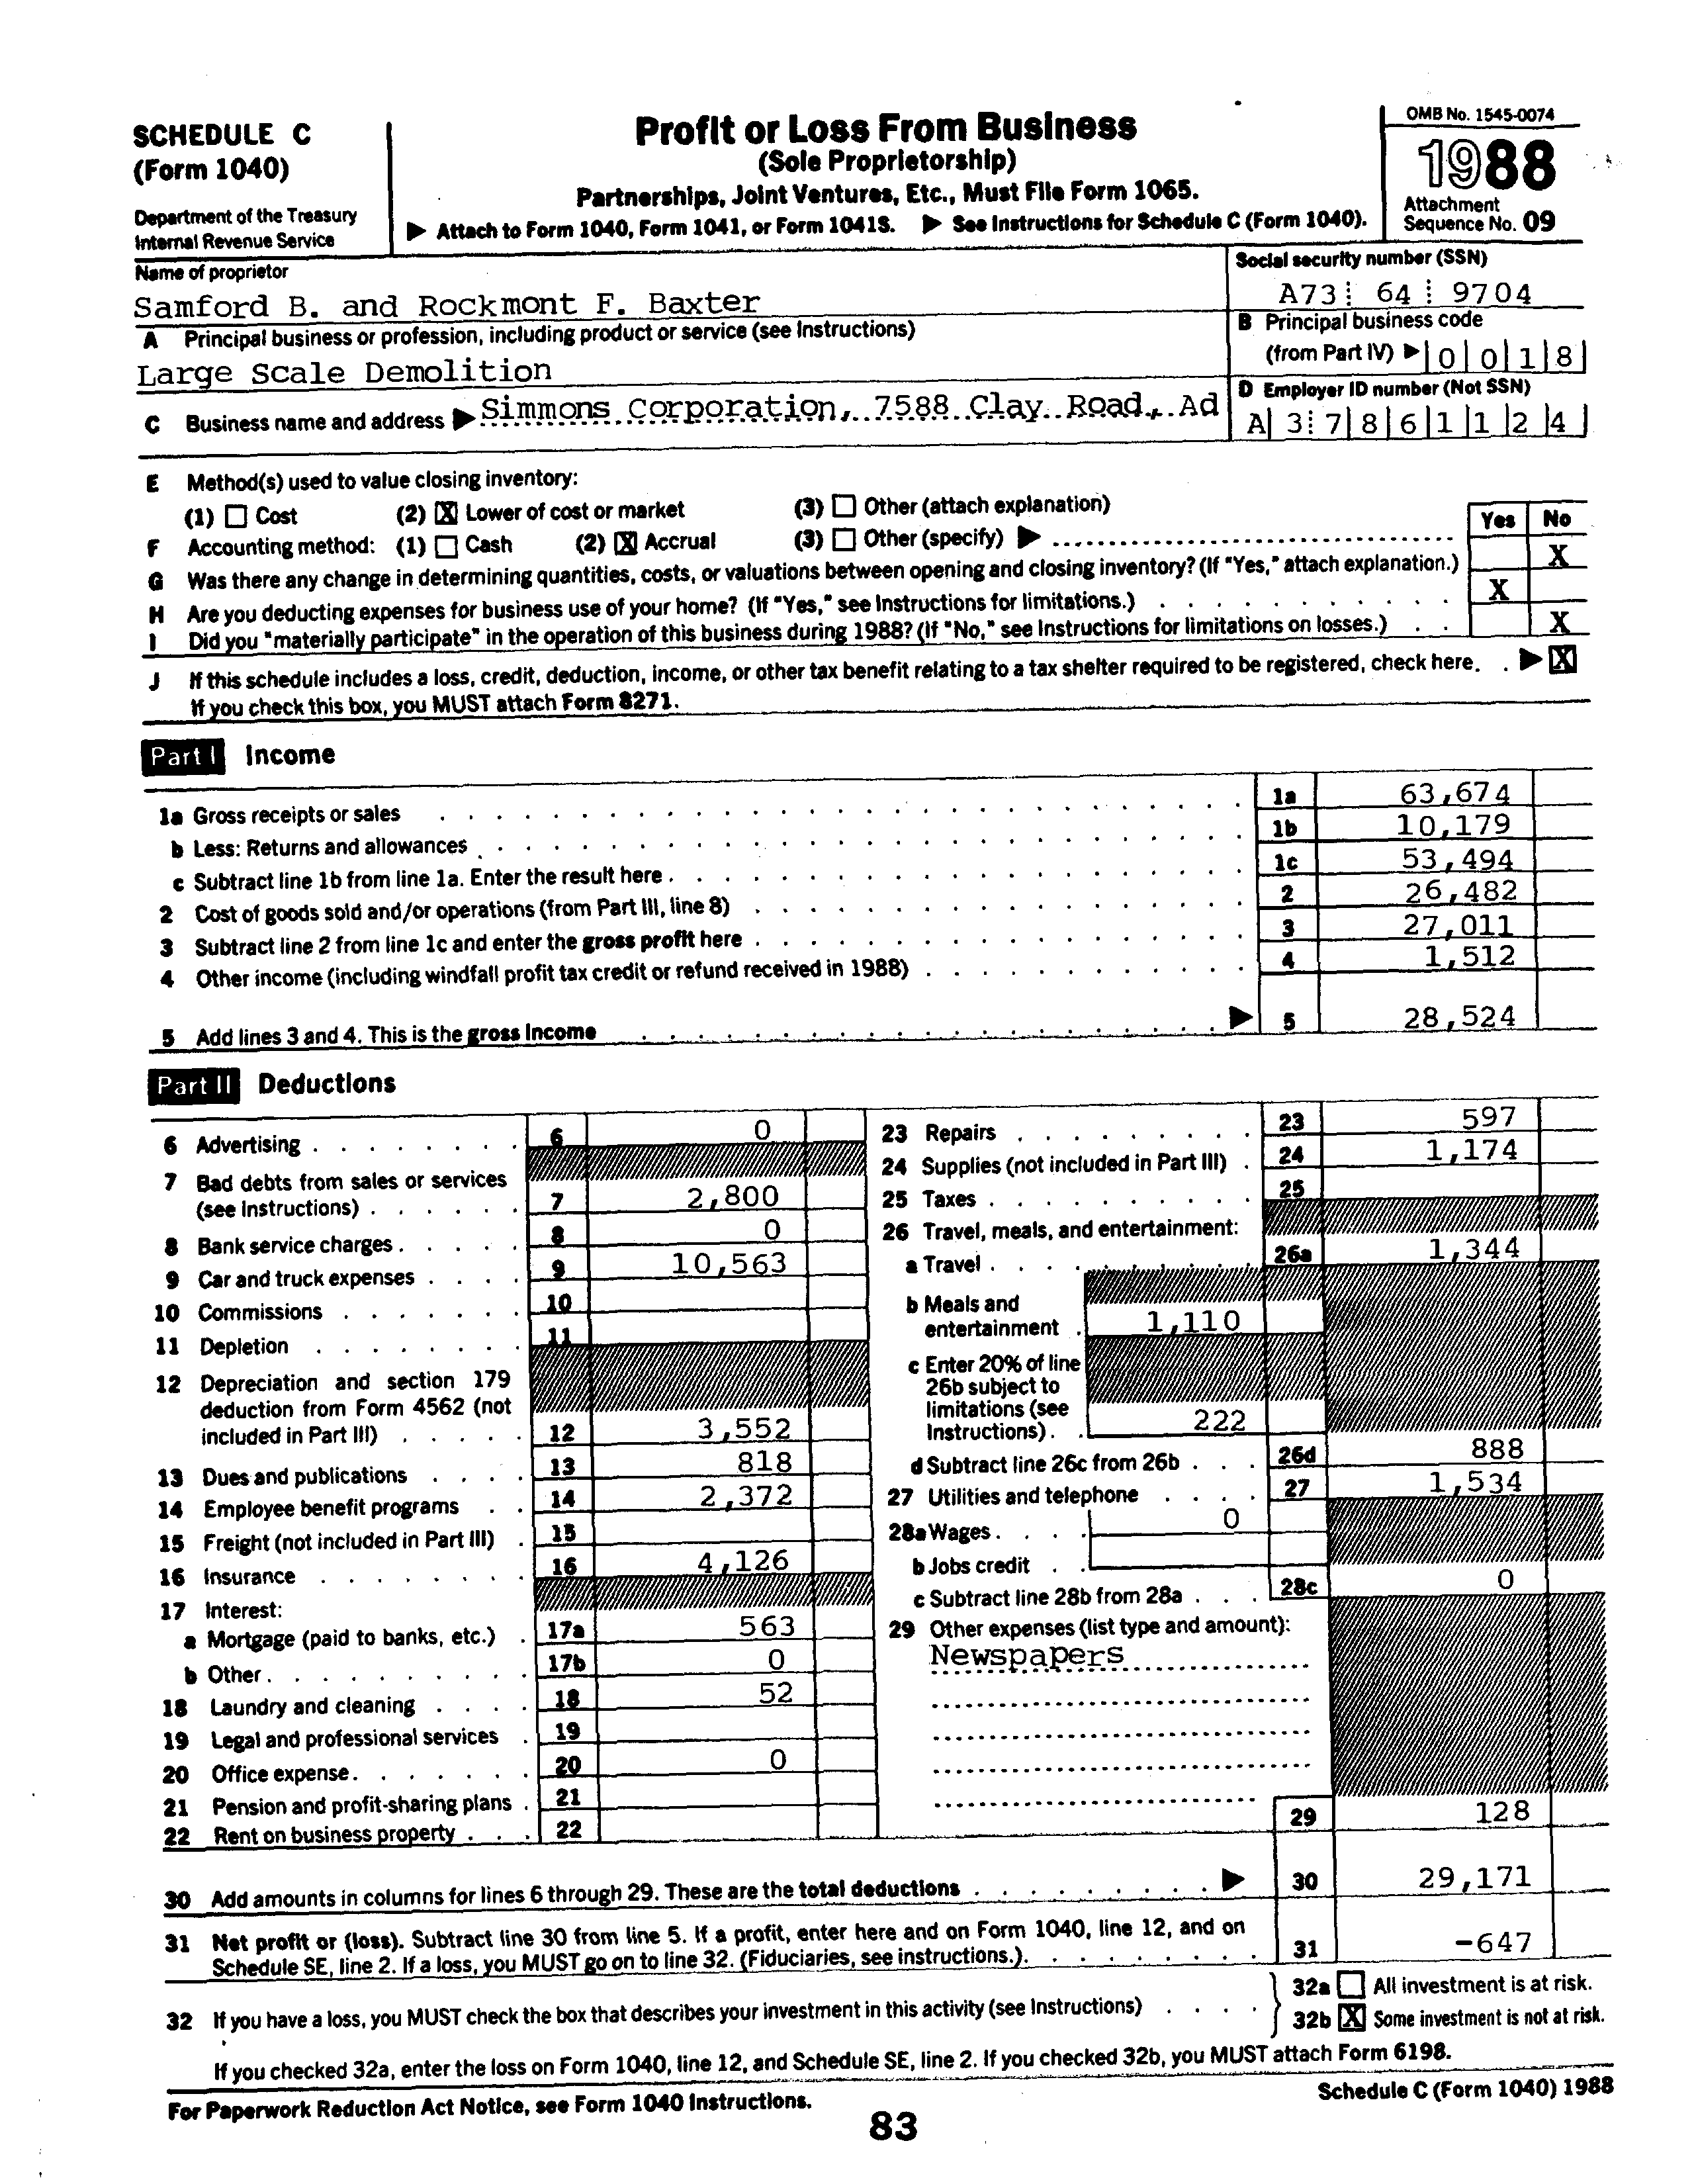 SCHEDULE C
(Form 1040)
Department of the Treasury
Internal Revenue Service
Profit or Loss From Business
(Sole Proprietorship)
Partnerships, Joint Ventures, Etc., Must File Form 1065.
▶ Attach to Form 1040, Form 1041, or Form 1041S. ▶ See Instructions for Schedule C (Form 1040).
OMB No. 1545-0074
1988
Attachment
Sequence No. 09
Name of proprietor
Samford B. and Rockmont F. Baxter
Social security number (SSN)
A73 64 9704
A Principal business or profession, including product or service (see Instructions)
Large Scale Demolition
B Principal business code
(from Part IV) ▶ 0 0 1 8
C Business name and address ▶ Simmons Corporation, 7588 Clay Road, Ad
D Employer ID number (Not SSN)
A 3 7 8 6 1 1 2 4
E Method(s) used to value closing inventory:
(1) ☐ Cost (2) ☒ Lower of cost or market (3) ☐ Other (attach explanation)
F Accounting method: (1) ☐ Cash (2) ☒ Accrual (3) ☐ Other (specify) ▶
Yes No
G Was there any change in determining quantities, costs, or valuations between opening and closing inventory? (If "Yes," attach explanation.) X
H Are you deducting expenses for business use of your home? (If "Yes," see Instructions for limitations.) X
I Did you "materially participate" in the operation of this business during 1988? (If "No," see Instructions for limitations on losses.) X
J If this schedule includes a loss, credit, deduction, income, or other tax benefit relating to a tax shelter required to be registered, check here. ▶ ☒
If you check this box, you MUST attach Form 8271.
Part I Income
1a Gross receipts or sales 1a 63,674
b Less: Returns and allowances 1b 10,179
c Subtract line 1b from line 1a. Enter the result here 1c 53,494
2 Cost of goods sold and/or operations (from Part III, line 8) 2 26,482
3 Subtract line 2 from line 1c and enter the gross profit here 3 27,011
4 Other income (including windfall profit tax credit or refund received in 1988) 4 1,512
5 Add lines 3 and 4. This is the gross income ▶ 5 28,524
Part II Deductions
6 Advertising 6 0
7 Bad debts from sales or services
(see Instructions) 7 2,800
8 Bank service charges 8 0
9 Car and truck expenses 9 10,563
10 Commissions 10
11 Depletion 11
12 Depreciation and section 179
deduction from Form 4562 (not
included in Part III) 12 3,552
13 Dues and publications 13 818
14 Employee benefit programs 14 2,372
15 Freight (not included in Part III) 15
16 Insurance 16 4,126
17 Interest:
a Mortgage (paid to banks, etc.) 17a 563
b Other 17b 0
18 Laundry and cleaning 18 52
19 Legal and professional services 19
20 Office expense 20 0
21 Pension and profit-sharing plans 21
22 Rent on business property 22
23 Repairs 23 597
24 Supplies (not included in Part III) 24 1,174
25 Taxes 25
26 Travel, meals, and entertainment:
a Travel 26a 1,344
b Meals and
entertainment 1,110
c Enter 20% of line
26b subject to
limitations (see
Instructions) 222
d Subtract line 26c from 26b 26d 888
27 Utilities and telephone 27 1,534
28a Wages 0
b Jobs credit
c Subtract line 28b from 28a 28c 0
29 Other expenses (list type and amount):
Newspapers
29 128
30 Add amounts in columns for lines 6 through 29. These are the total deductions ▶ 30 29,171
31 Net profit or (loss). Subtract line 30 from line 5. If a profit, enter here and on Form 1040, line 12, and on
Schedule SE, line 2. If a loss, you MUST go on to line 32. (Fiduciaries, see instructions.) 31 -647
32 If you have a loss, you MUST check the box that describes your investment in this activity (see Instructions)
32a ☐ All investment is at risk.
32b ☒ Some investment is not at risk.
If you checked 32a, enter the loss on Form 1040, line 12, and Schedule SE, line 2. If you checked 32b, you MUST attach Form 6198.
For Paperwork Reduction Act Notice, see Form 1040 Instructions.
Schedule C (Form 1040) 1988
83